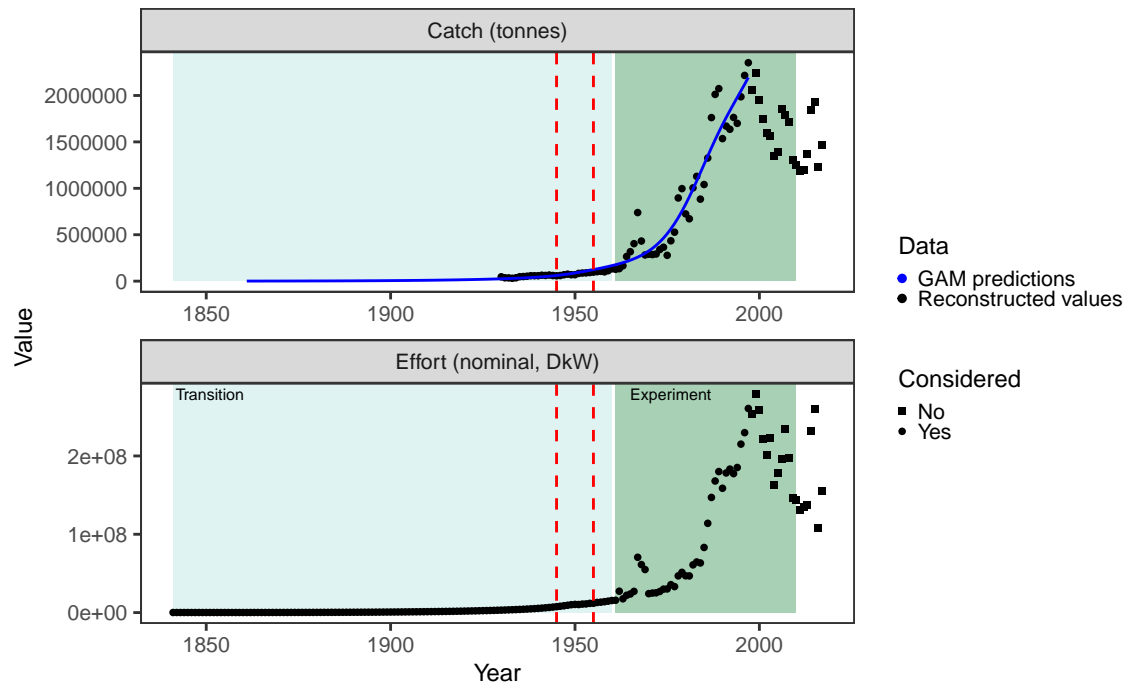 Catch (tonnes)
2000000
1500000
1000000
500000
0
1850 1900 1950 2000
Effort (nominal, DkW)
Transition Experiment
2e+08
1e+08
0e+00
1850 1900 1950 2000
Year
Value
Data
GAM predictions
Reconstructed values
Considered
No
Yes